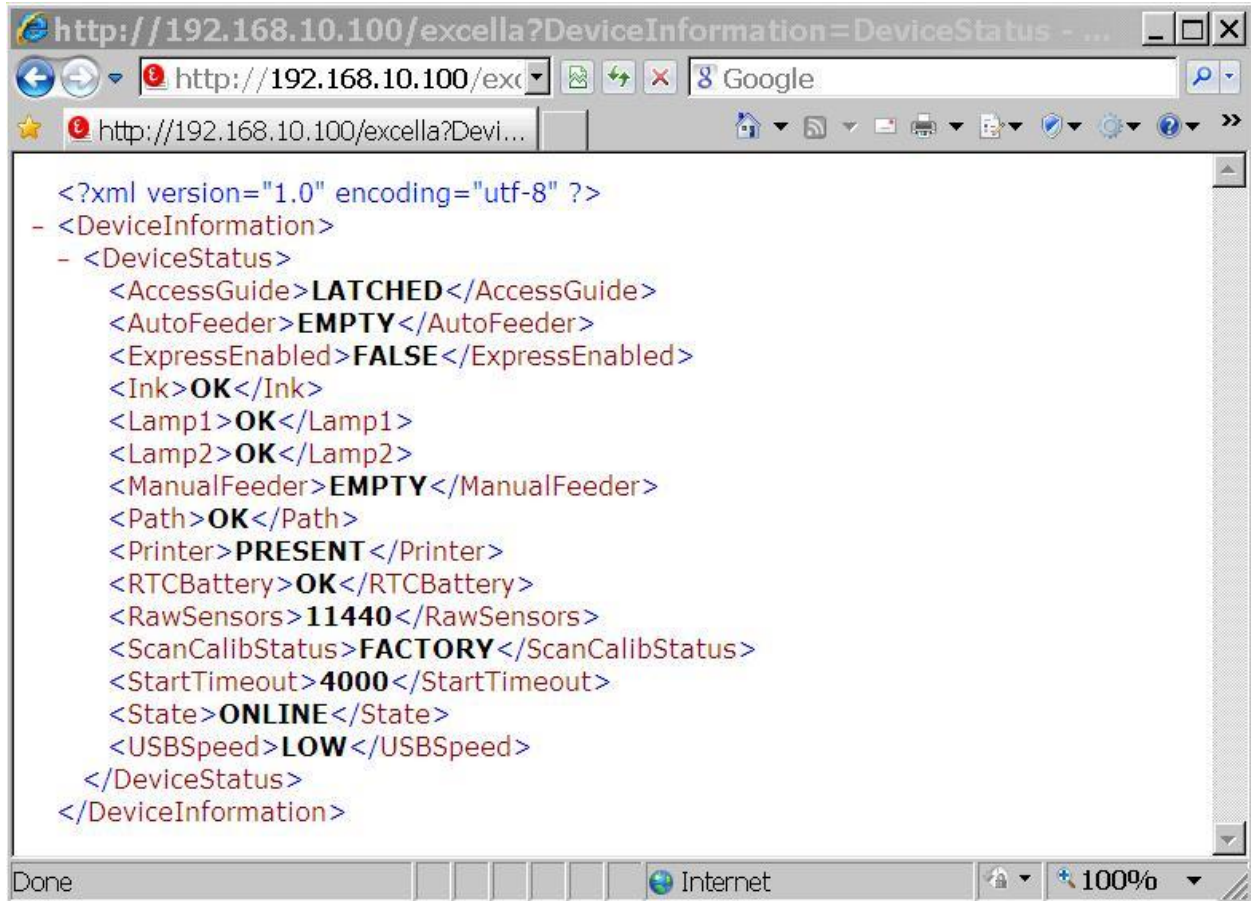 http://192.168.10.100/excella?DeviceInformation=DeviceStatus - ...
http://192.168.10.100/exc Google
http://192.168.10.100/excella?Devi...
<?xml version="1.0" encoding="utf-8" ?>
– <DeviceInformation>
– <DeviceStatus>
<AccessGuide>LATCHED</AccessGuide>
<AutoFeeder>EMPTY</AutoFeeder>
<ExpressEnabled>FALSE</ExpressEnabled>
<Ink>OK</Ink>
<Lamp1>OK</Lamp1>
<Lamp2>OK</Lamp2>
<ManualFeeder>EMPTY</ManualFeeder>
<Path>OK</Path>
<Printer>PRESENT</Printer>
<RTCBattery>OK</RTCBattery>
<RawSensors>11440</RawSensors>
<ScanCalibStatus>FACTORY</ScanCalibStatus>
<StartTimeout>4000</StartTimeout>
<State>ONLINE</State>
<USBSpeed>LOW</USBSpeed>
</DeviceStatus>
</DeviceInformation>
Done Internet 100%